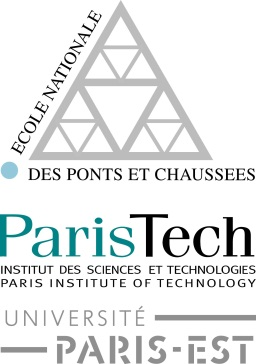 ECOLE NATIONALE
DES PONTS ET CHAUSSEES
ParisTech
INSTITUT DES SCIENCES ET TECHNOLOGIES
PARIS INSTITUTE OF TECHNOLOGY
UNIVERSITÉ
PARIS-EST